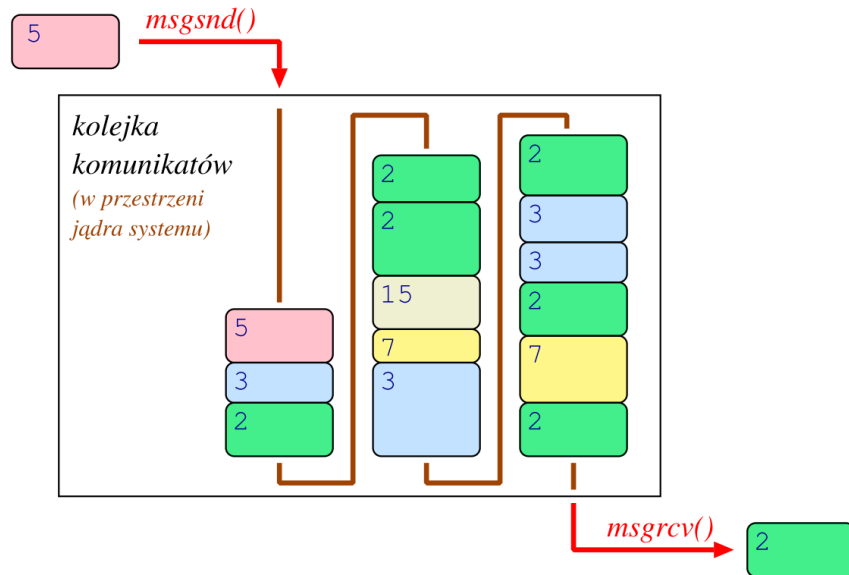 5
msgsnd()
kolejka
komunikatów
(w przestrzeni
jądra systemu)
5
3
2
2
2
15
7
3
2
3
3
2
7
2
msgrcv()
2